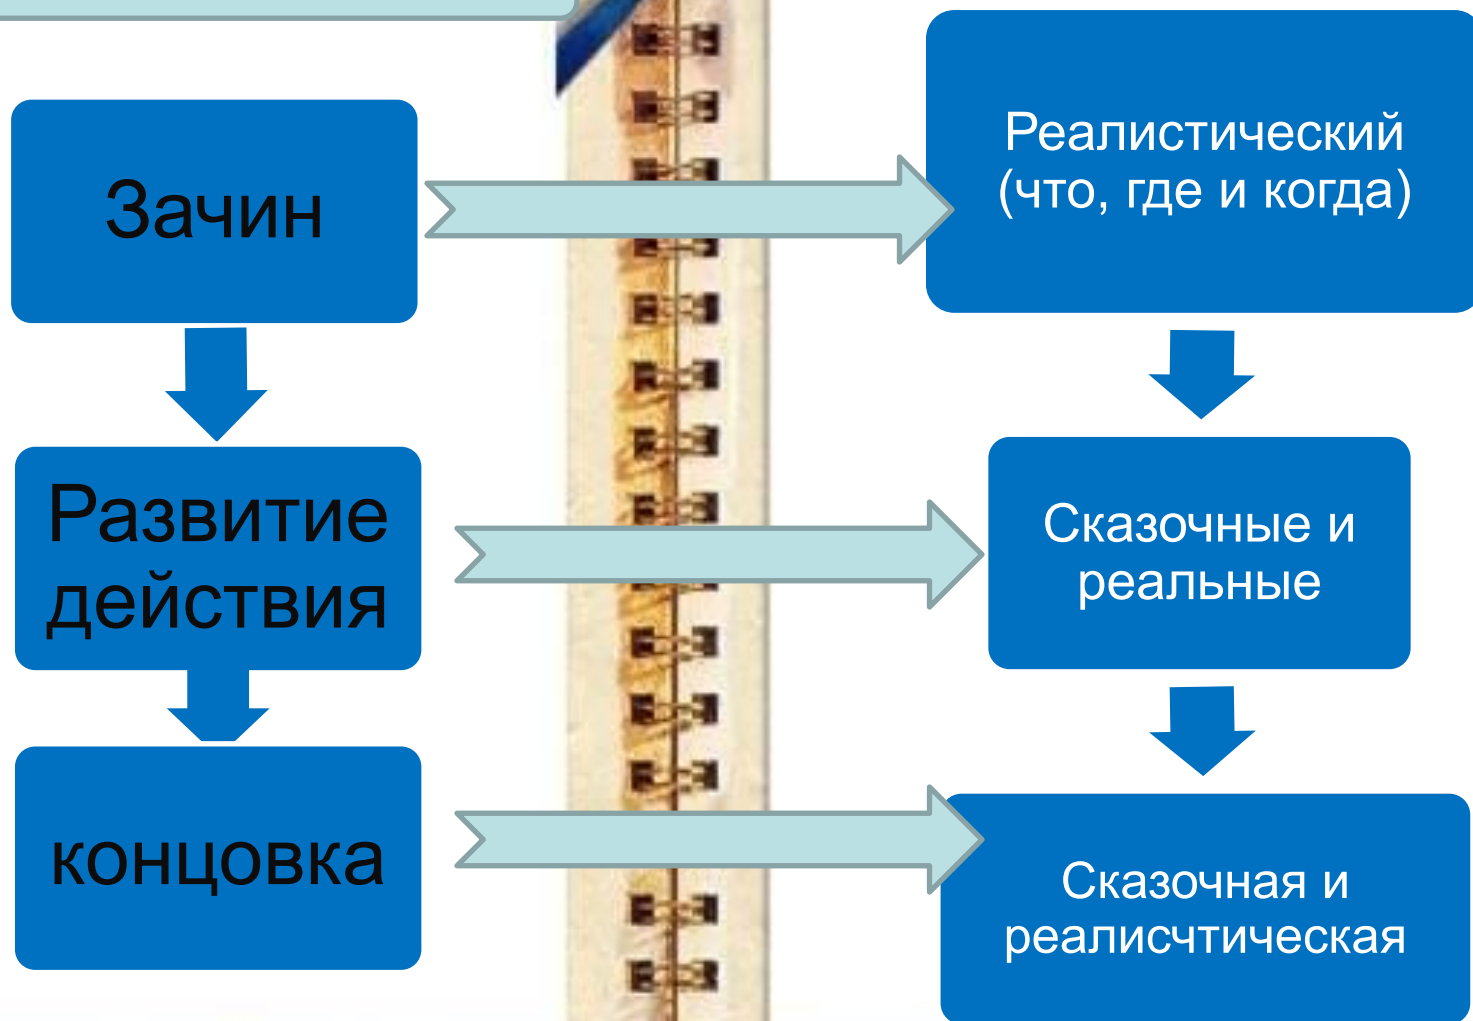 Зачин
Реалистический
(что, где и когда)
Развитие
действия
Сказочные и
реальные
концовка
Сказочная и
реалисчтическая